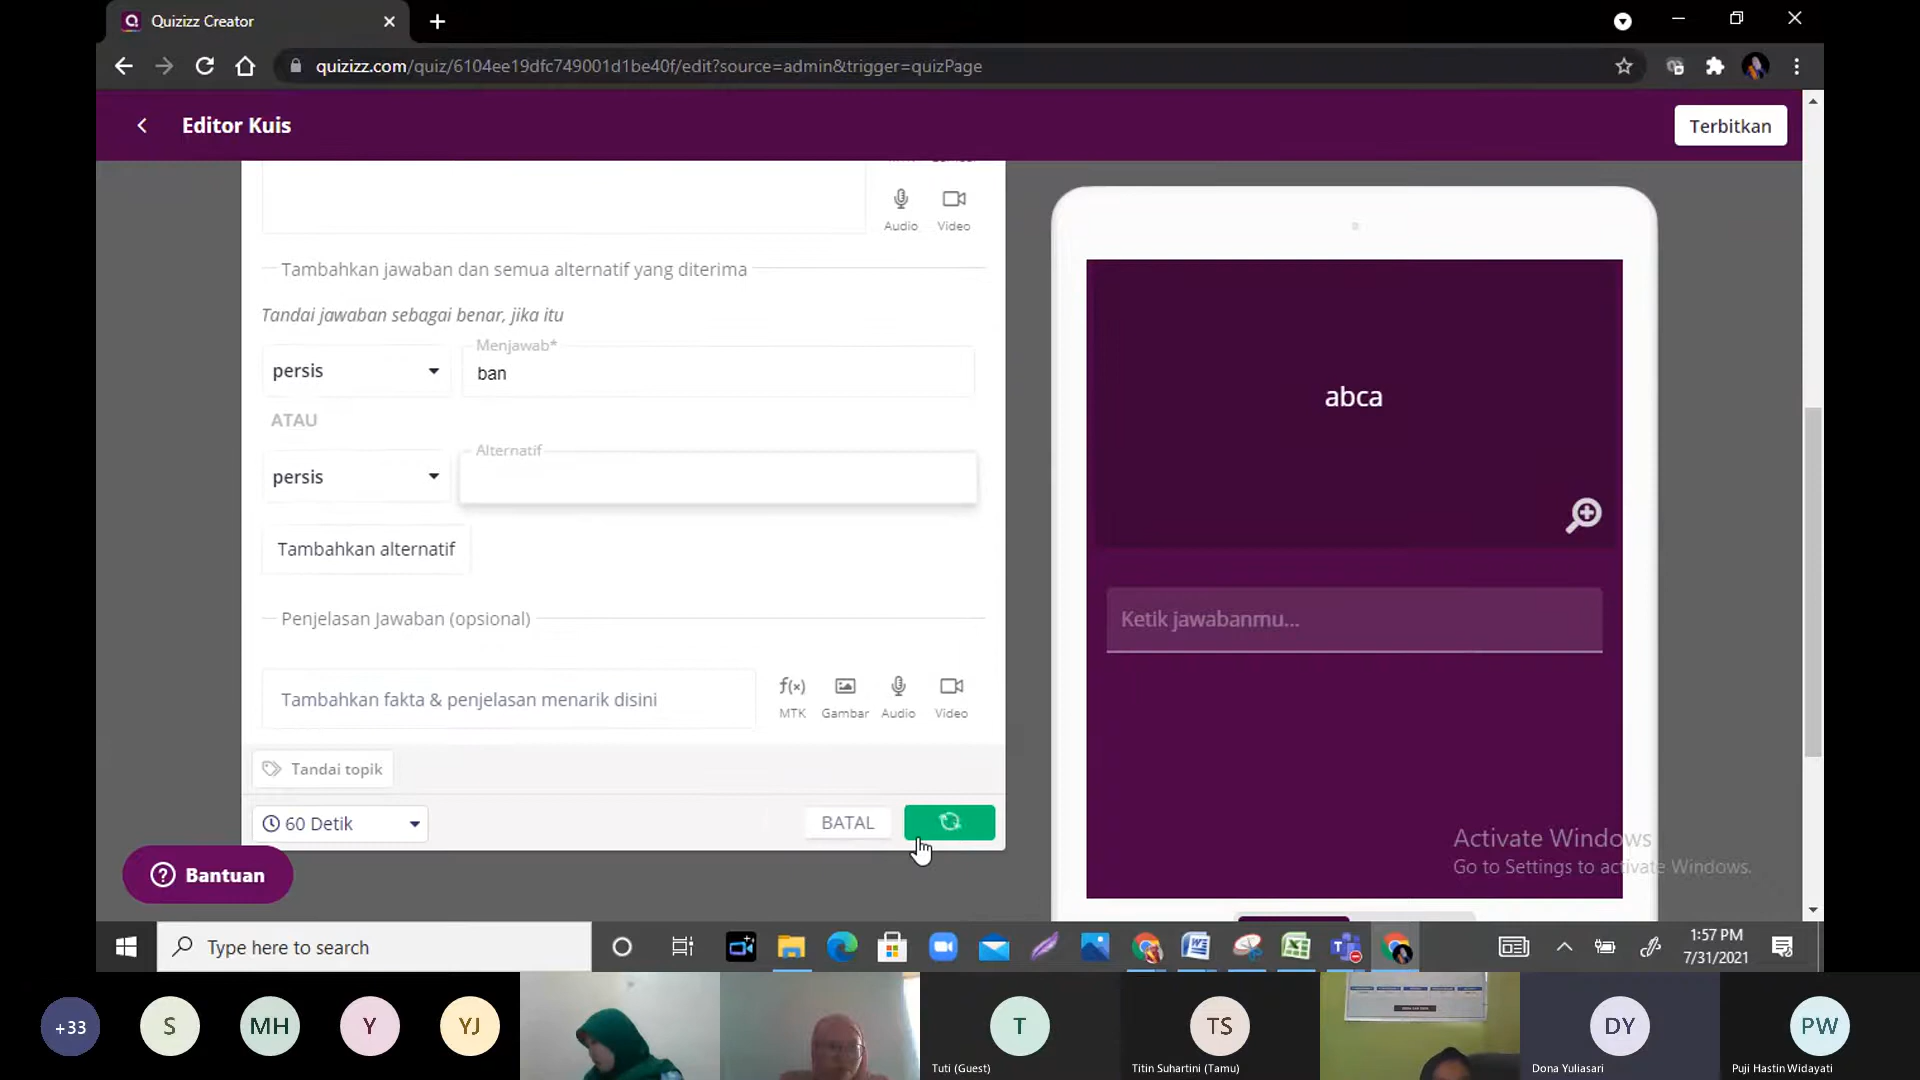 Quizizz Creator
quizizz.com/quiz/6104ee19dfc749001d1be40f/edit?source=admin&trigger=quizPage
Editor Kuis
Terbitkan
Audio
Video
Tambahkan jawaban dan semua alternatif yang diterima
Tandai jawaban sebagai benar, jika itu
persis
Menjawab*
ban
ATAU
persis
Alternatif
Tambahkan alternatif
Penjelasan Jawaban (opsional)
Tambahkan fakta & penjelasan menarik disini
f(x)
MTK
Gambar
Audio
Video
Tandai topik
60 Detik
BATAL
Bantuan
abca
Ketik jawabanmu...
Activate Windows
Go to Settings to activate Windows.
Type here to search
1:57 PM
7/31/2021
+33
S
MH
Y
YJ
T
Tuti (Guest)
TS
Titin Suhartini (Tamu)
DY
Dona Yuliasari
PW
Puji Hastin Widayati